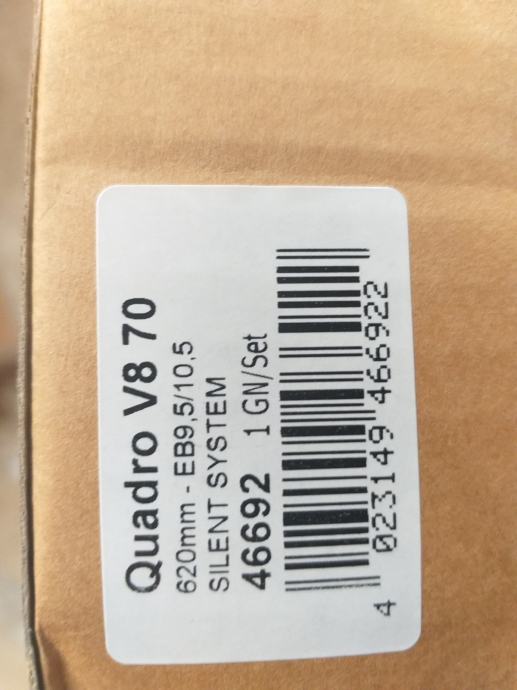 Quadro V8 70
620mm - EB9,5/10,5
SILENT SYSTEM
46692 1 GN/Set
4 023149 466922